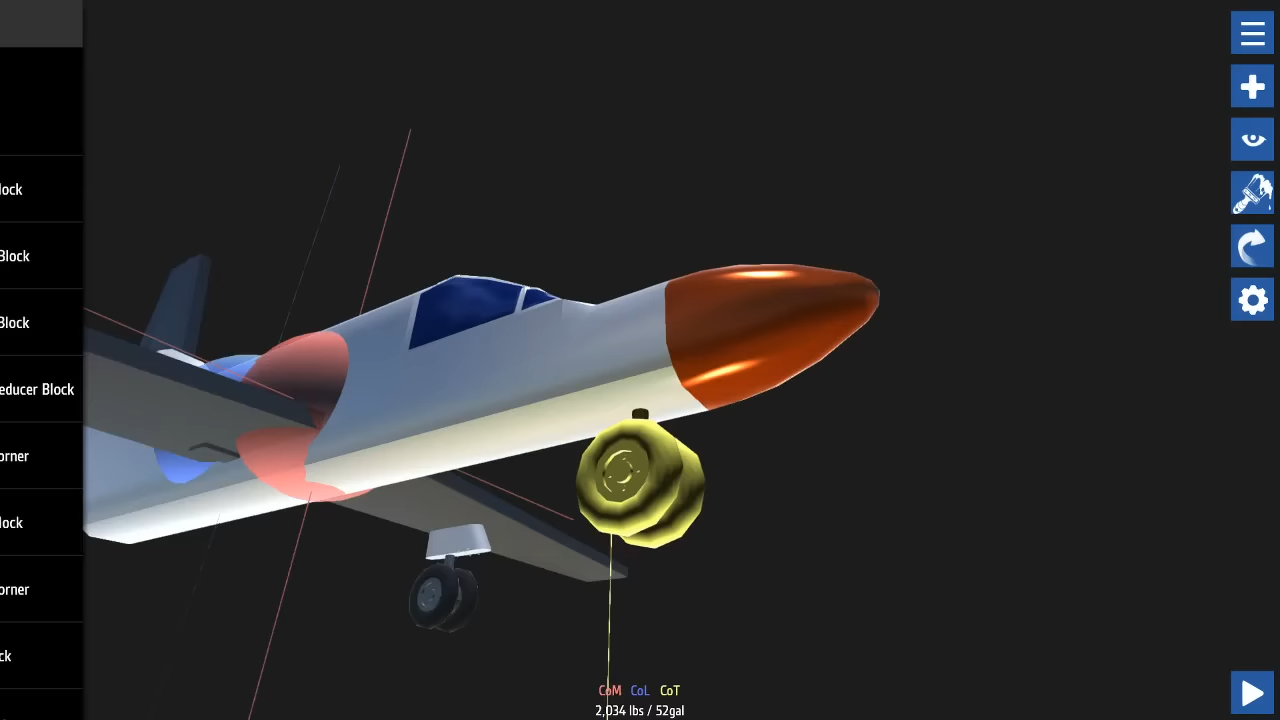 lock
Block
Block
educer Block
orner
lock
orner
ck
CoM CoL CoT
2,034 lbs / 52gal